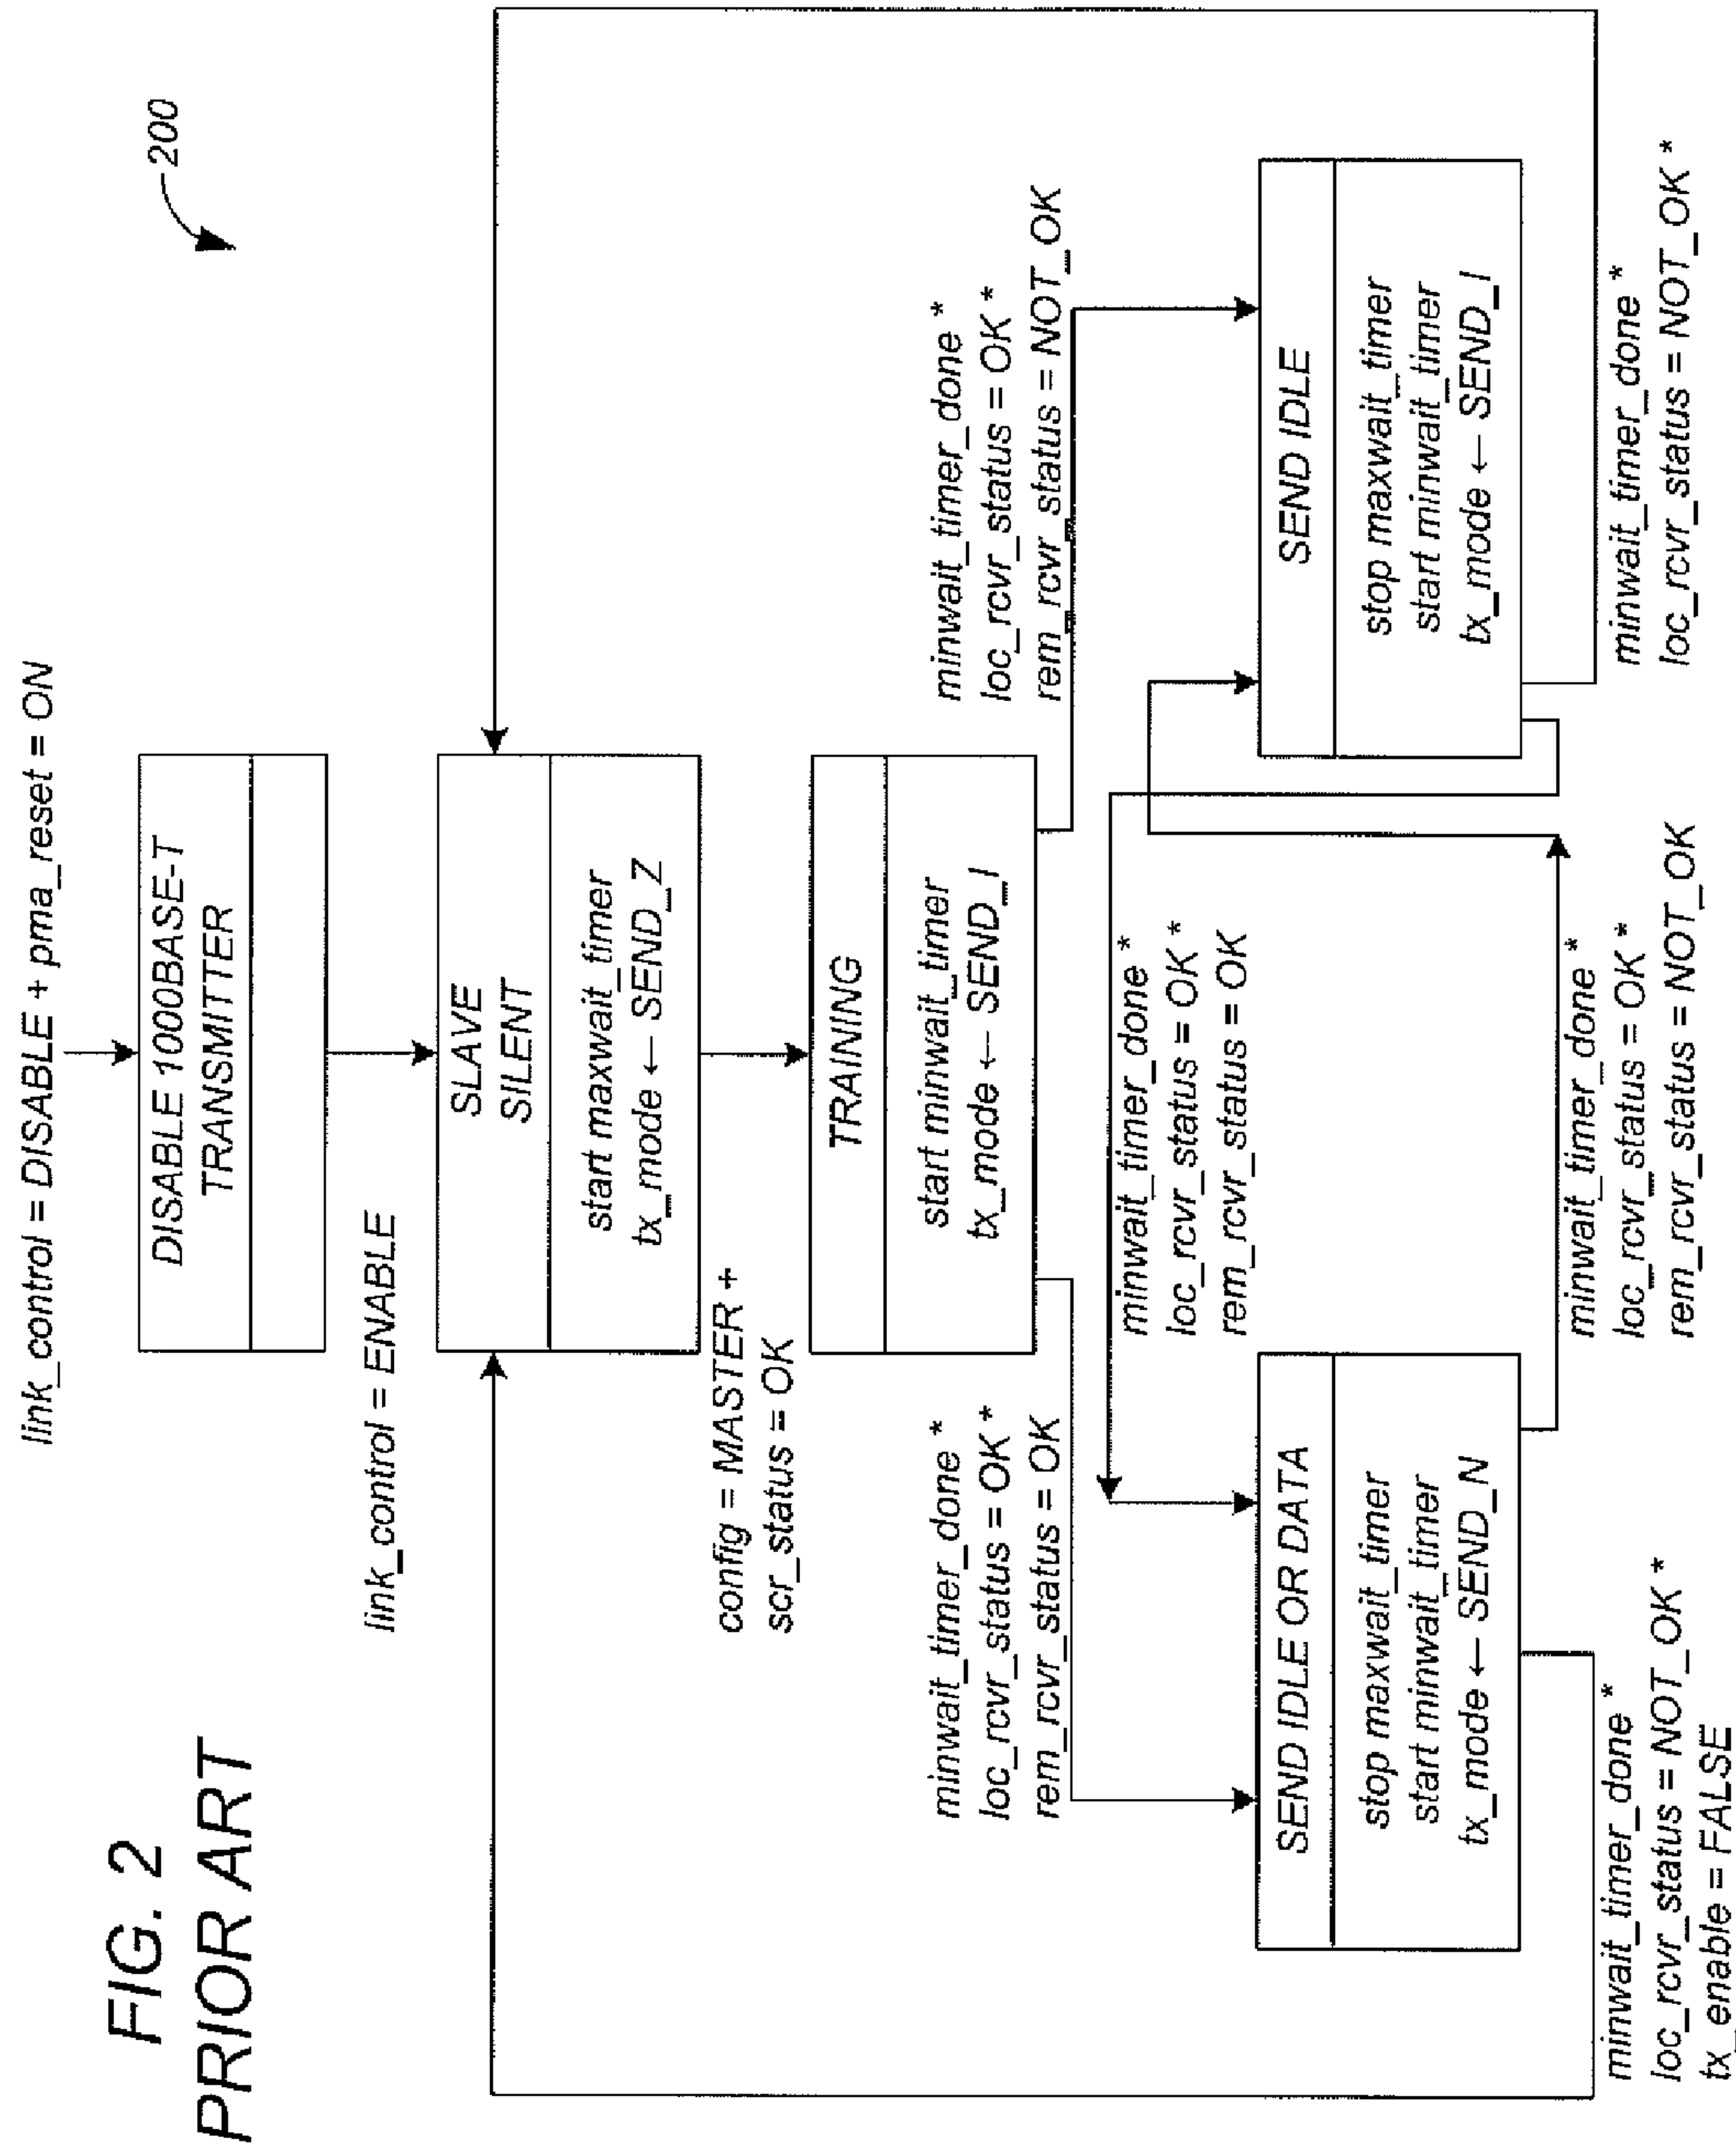 FIG. 2
PRIOR ART
200
link_control = DISABLE + pma_reset = ON
DISABLE 1000BASE-T
TRANSMITTER
link_control = ENABLE
SLAVE
SILENT
start maxwait_timer
tx_mode ← SEND_Z
config = MASTER +
scr_status = OK
TRAINING
start minwait_timer
tx_mode ← SEND_I
minwait_timer_done *
loc_rcvr_status = OK *
rem_rcvr_status = OK
minwait_timer_done *
loc_rcvr_status = OK *
rem_rcvr_status = NOT_OK
minwait_timer_done *
loc_rcvr_status = OK *
rem_rcvr_status = OK
SEND IDLE OR DATA
stop maxwait_timer
start minwait_timer
tx_mode ← SEND_N
SEND IDLE
stop maxwait_timer
start minwait_timer
tx_mode ← SEND_I
minwait_timer_done *
loc_rcvr_status = NOT_OK *
tx_enable = FALSE
minwait_timer_done *
loc_rcvr_status = OK *
rem_rcvr_status = NOT_OK
minwait_timer_done *
loc_rcvr_status = NOT_OK *